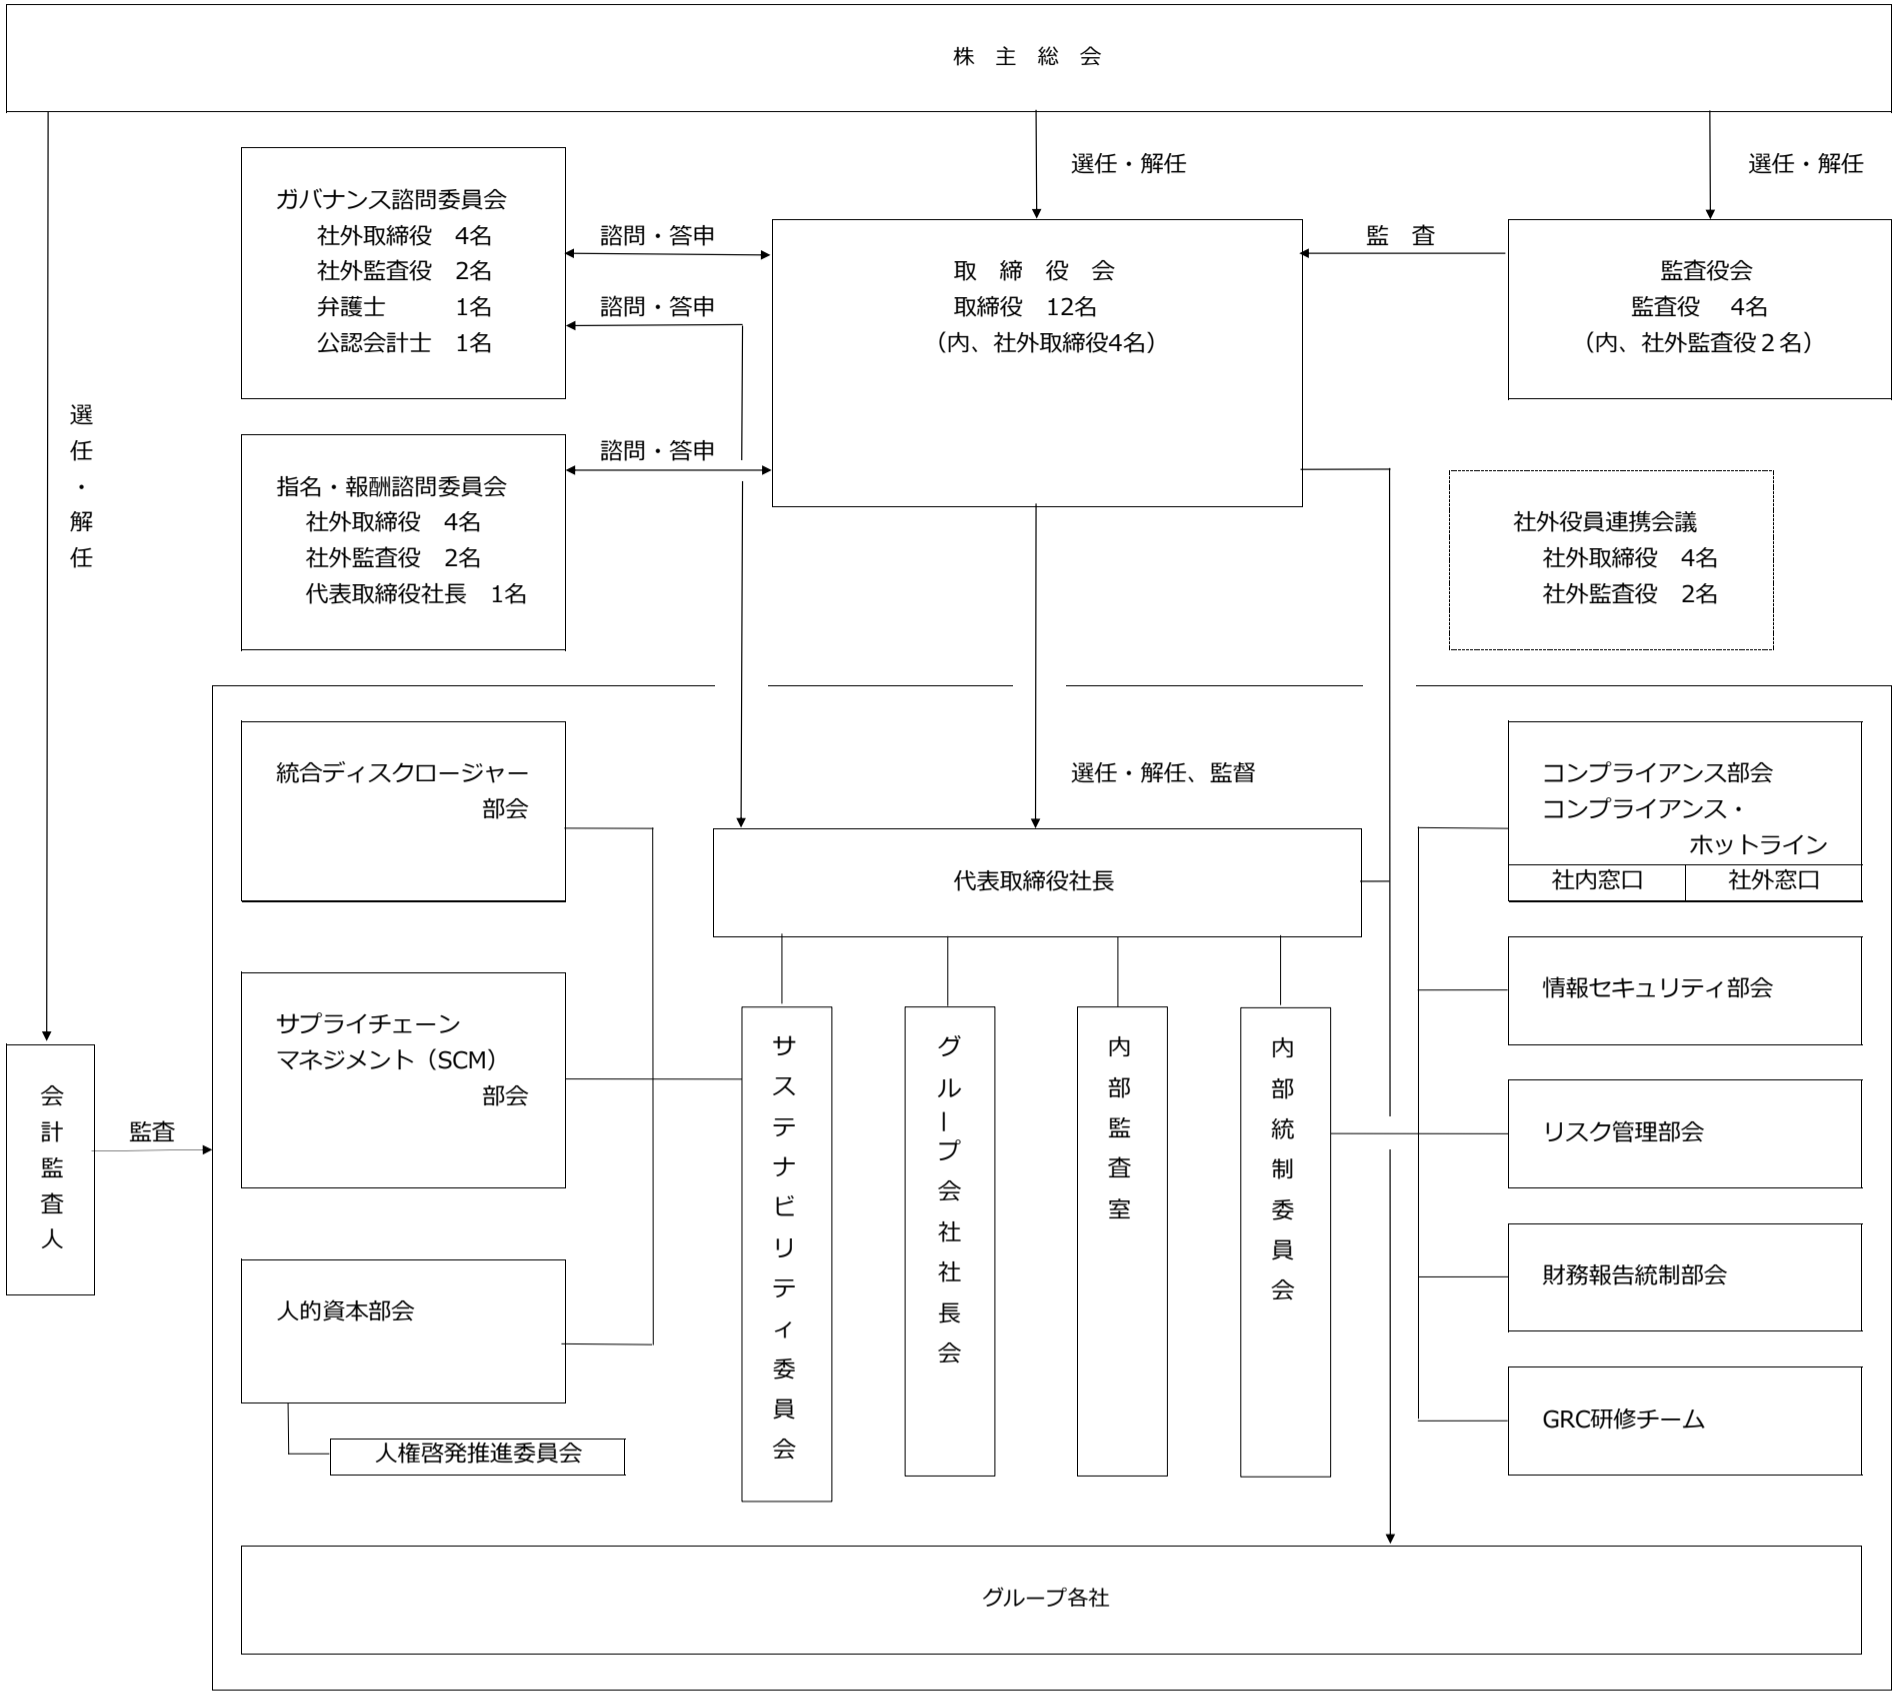 株　主　総　会
選任・解任
選任・解任
選任・解任
ガバナンス諮問委員会
社外取締役　4名
社外監査役　2名
弁護士　　　1名
公認会計士　1名
諮問・答申
諮問・答申
取　締　役　会
取締役　12名
（内、社外取締役4名）
監　査
監査役会
監査役　4名
（内、社外監査役２名）
指名・報酬諮問委員会
社外取締役　4名
社外監査役　2名
代表取締役社長　1名
諮問・答申
社外役員連携会議
社外取締役　4名
社外監査役　2名
選任・解任、監督
統合ディスクロージャー
部会
代表取締役社長
コンプライアンス部会
コンプライアンス・
ホットライン
社内窓口
社外窓口
サプライチェーン
マネジメント（SCM）
部会
情報セキュリティ部会
会計監査人
監査
サステナビリティ委員会
グループ会社社長会
内部監査室
内部統制委員会
リスク管理部会
人的資本部会
財務報告統制部会
人権啓発推進委員会
GRC研修チーム
グループ各社